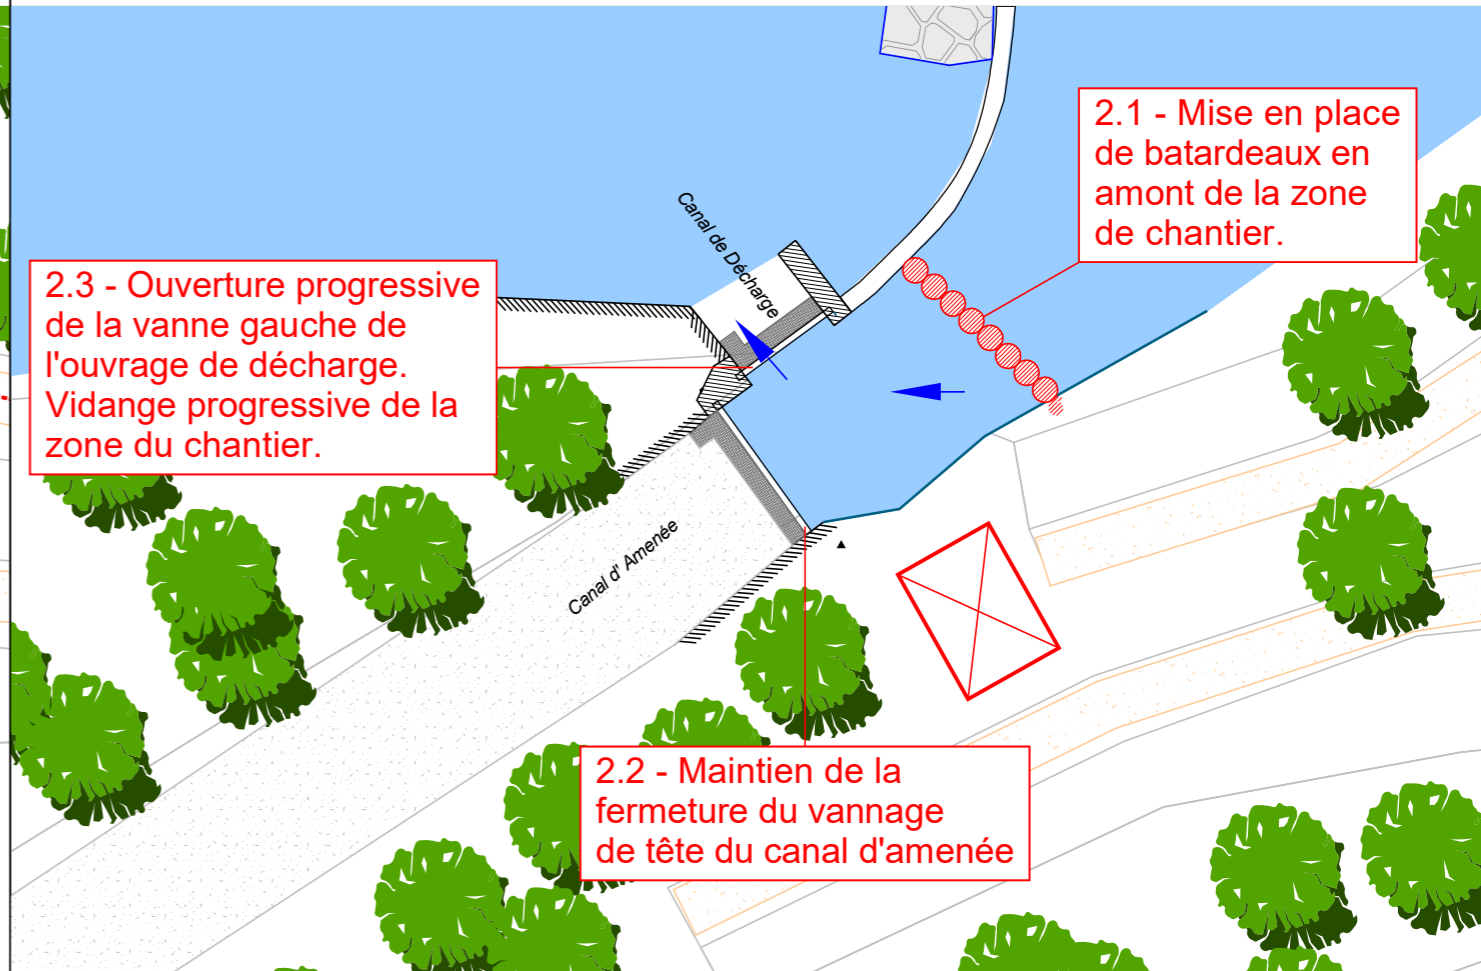 2.1 - Mise en place
de batardeaux en
amont de la zone
de chantier.
Canal de Décharge
2.3 - Ouverture progressive
de la vanne gauche de
l'ouvrage de décharge.
Vidange progressive de la
zone du chantier.
Canal d' Amenée
2.2 - Maintien de la
fermeture du vannage
de tête du canal d'amenée